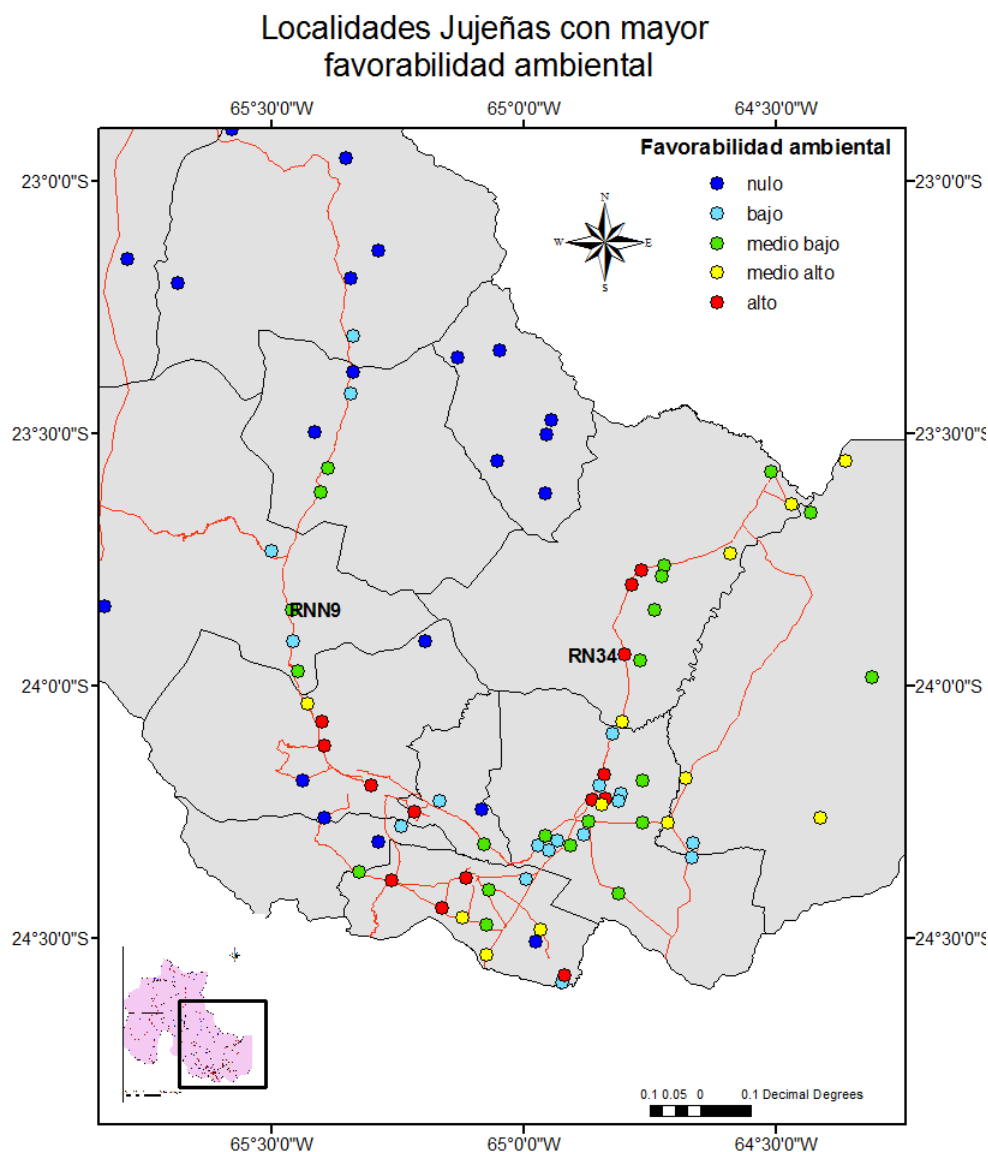 Localidades Jujeñas con mayor
favorabilidad ambiental
65°30'0"W 65°0'0"W 64°30'0"W
Favorabilidad ambiental
nulo
bajo
medio bajo
medio alto
alto
N
W E
S
23°0'0"S 23°0'0"S
23°30'0"S 23°30'0"S
RNN9
RN34
24°0'0"S 24°0'0"S
24°30'0"S 24°30'0"S
0.1 0.05 0 0.1 Decimal Degrees
65°30'0"W 65°0'0"W 64°30'0"W